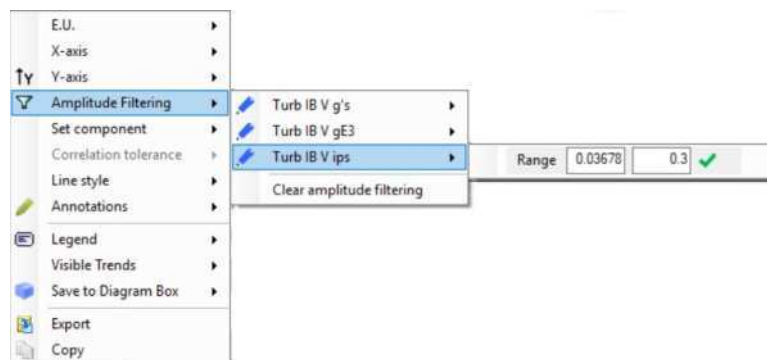 E.U.
X-axis
Y-axis
Amplitude Filtering
Set component
Correlation tolerance
Line style
Annotations
Legend
Visible Trends
Save to Diagram Box
Export
Copy
Turb IB V g's
Turb IB V gE3
Turb IB V ips
Clear amplitude filtering
Range 0.03678 0.3